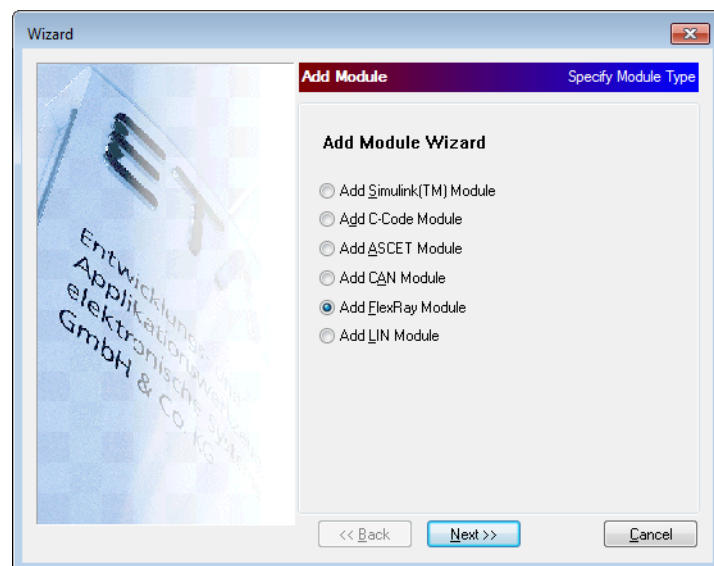 Wizard
Add Module
Specify Module Type
ET
Entwicklungs- und
Applikationswerkzeuge
elektronische Systeme
GmbH & Co. KG
Add Module Wizard
Add Simulink(TM) Module
Add C-Code Module
Add ASCET Module
Add CAN Module
Add FlexRay Module
Add LIN Module
<< Back
Next >>
Cancel